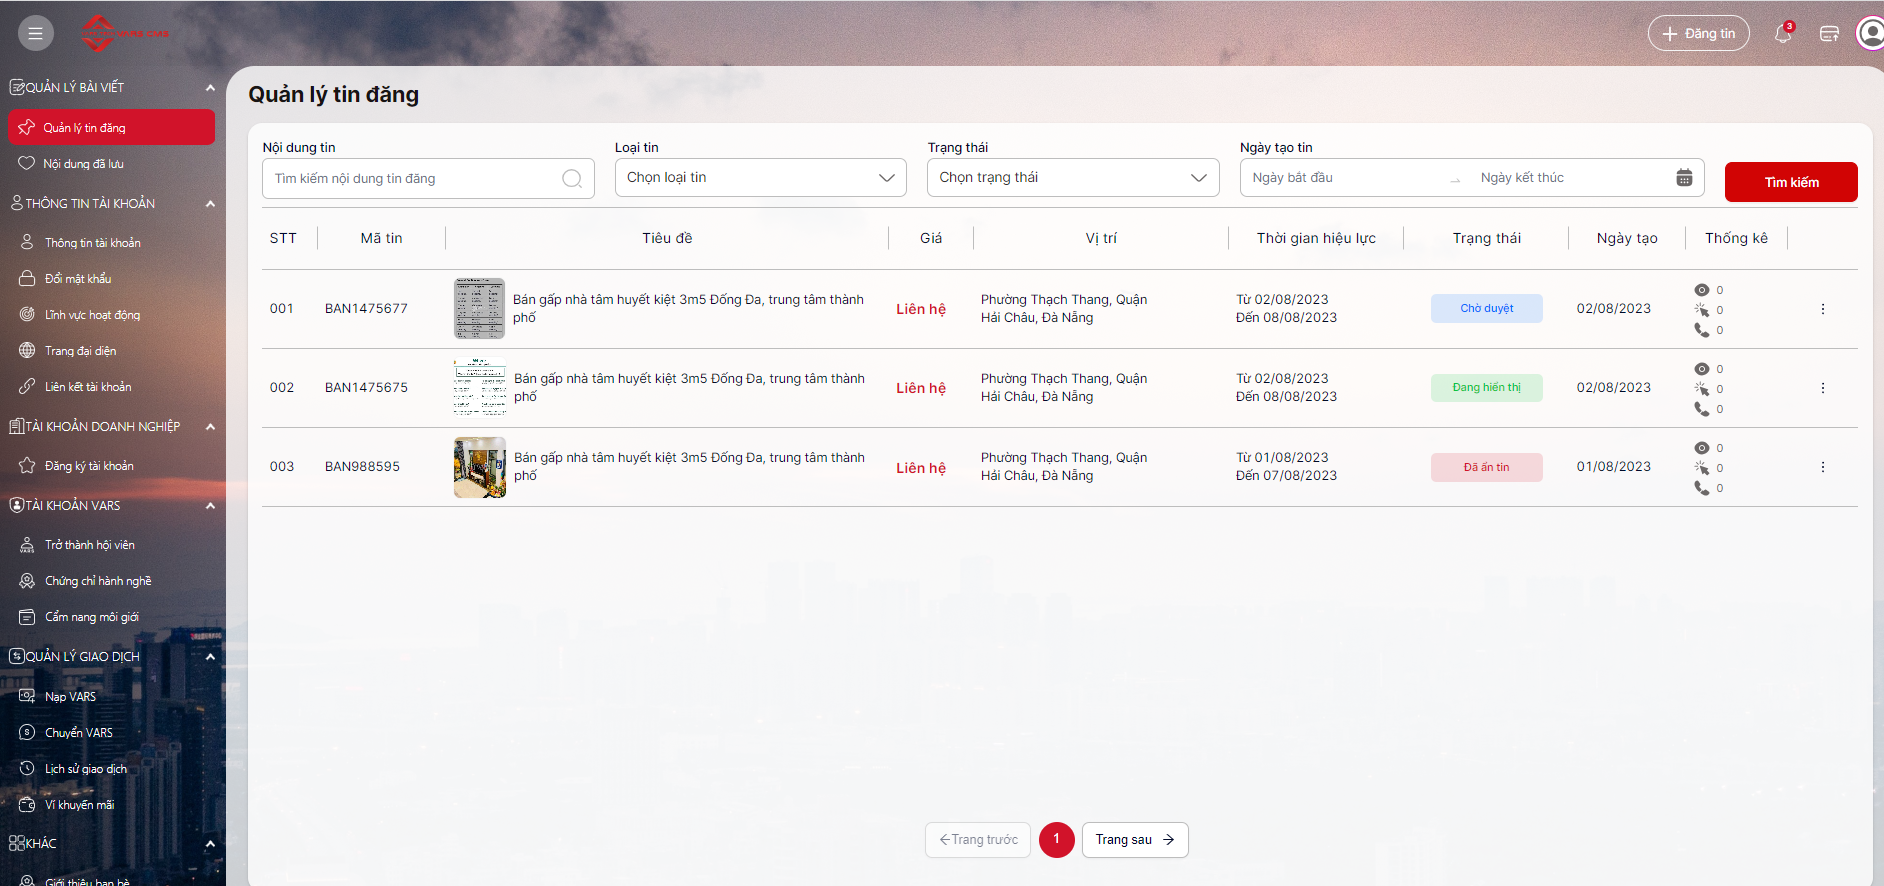 VARS CMS
Đăng tin
3
QUẢN LÝ BÀI VIẾT
Quản lý tin đăng
Nội dung đã lưu
THÔNG TIN TÀI KHOẢN
Thông tin tài khoản
Đổi mật khẩu
Lĩnh vực hoạt động
Trang đại diện
Liên kết tài khoản
TÀI KHOẢN DOANH NGHIỆP
Đăng ký tài khoản
TÀI KHOẢN VARS
Trở thành hội viên
Chứng chỉ hành nghề
Cẩm nang môi giới
QUẢN LÝ GIAO DỊCH
Nạp VARS
Chuyển VARS
Lịch sử giao dịch
Ví khuyến mãi
KHÁC
Giới thiệu bạn bè
Quản lý tin đăng
Nội dung tin
Loại tin
Trạng thái
Ngày tạo tin
Tìm kiếm nội dung tin đăng
Chọn loại tin
Chọn trạng thái
Ngày bắt đầu
Ngày kết thúc
Tìm kiếm
STT
Mã tin
Tiêu đề
Giá
Vị trí
Thời gian hiệu lực
Trạng thái
Ngày tạo
Thống kê
001
BAN1475677
Bán gấp nhà tâm huyết kiệt 3m5 Đống Đa, trung tâm thành
phố
Liên hệ
Phường Thạch Thang, Quận
Hải Châu, Đà Nẵng
Từ 02/08/2023
Đến 08/08/2023
Chờ duyệt
02/08/2023
0
0
0
002
BAN1475675
Bán gấp nhà tâm huyết kiệt 3m5 Đống Đa, trung tâm thành
phố
Liên hệ
Phường Thạch Thang, Quận
Hải Châu, Đà Nẵng
Từ 02/08/2023
Đến 08/08/2023
Đang hiển thị
02/08/2023
0
0
0
003
BAN988595
Bán gấp nhà tâm huyết kiệt 3m5 Đống Đa, trung tâm thành
phố
Liên hệ
Phường Thạch Thang, Quận
Hải Châu, Đà Nẵng
Từ 01/08/2023
Đến 07/08/2023
Đã ẩn tin
01/08/2023
0
0
0
Trang trước
1
Trang sau